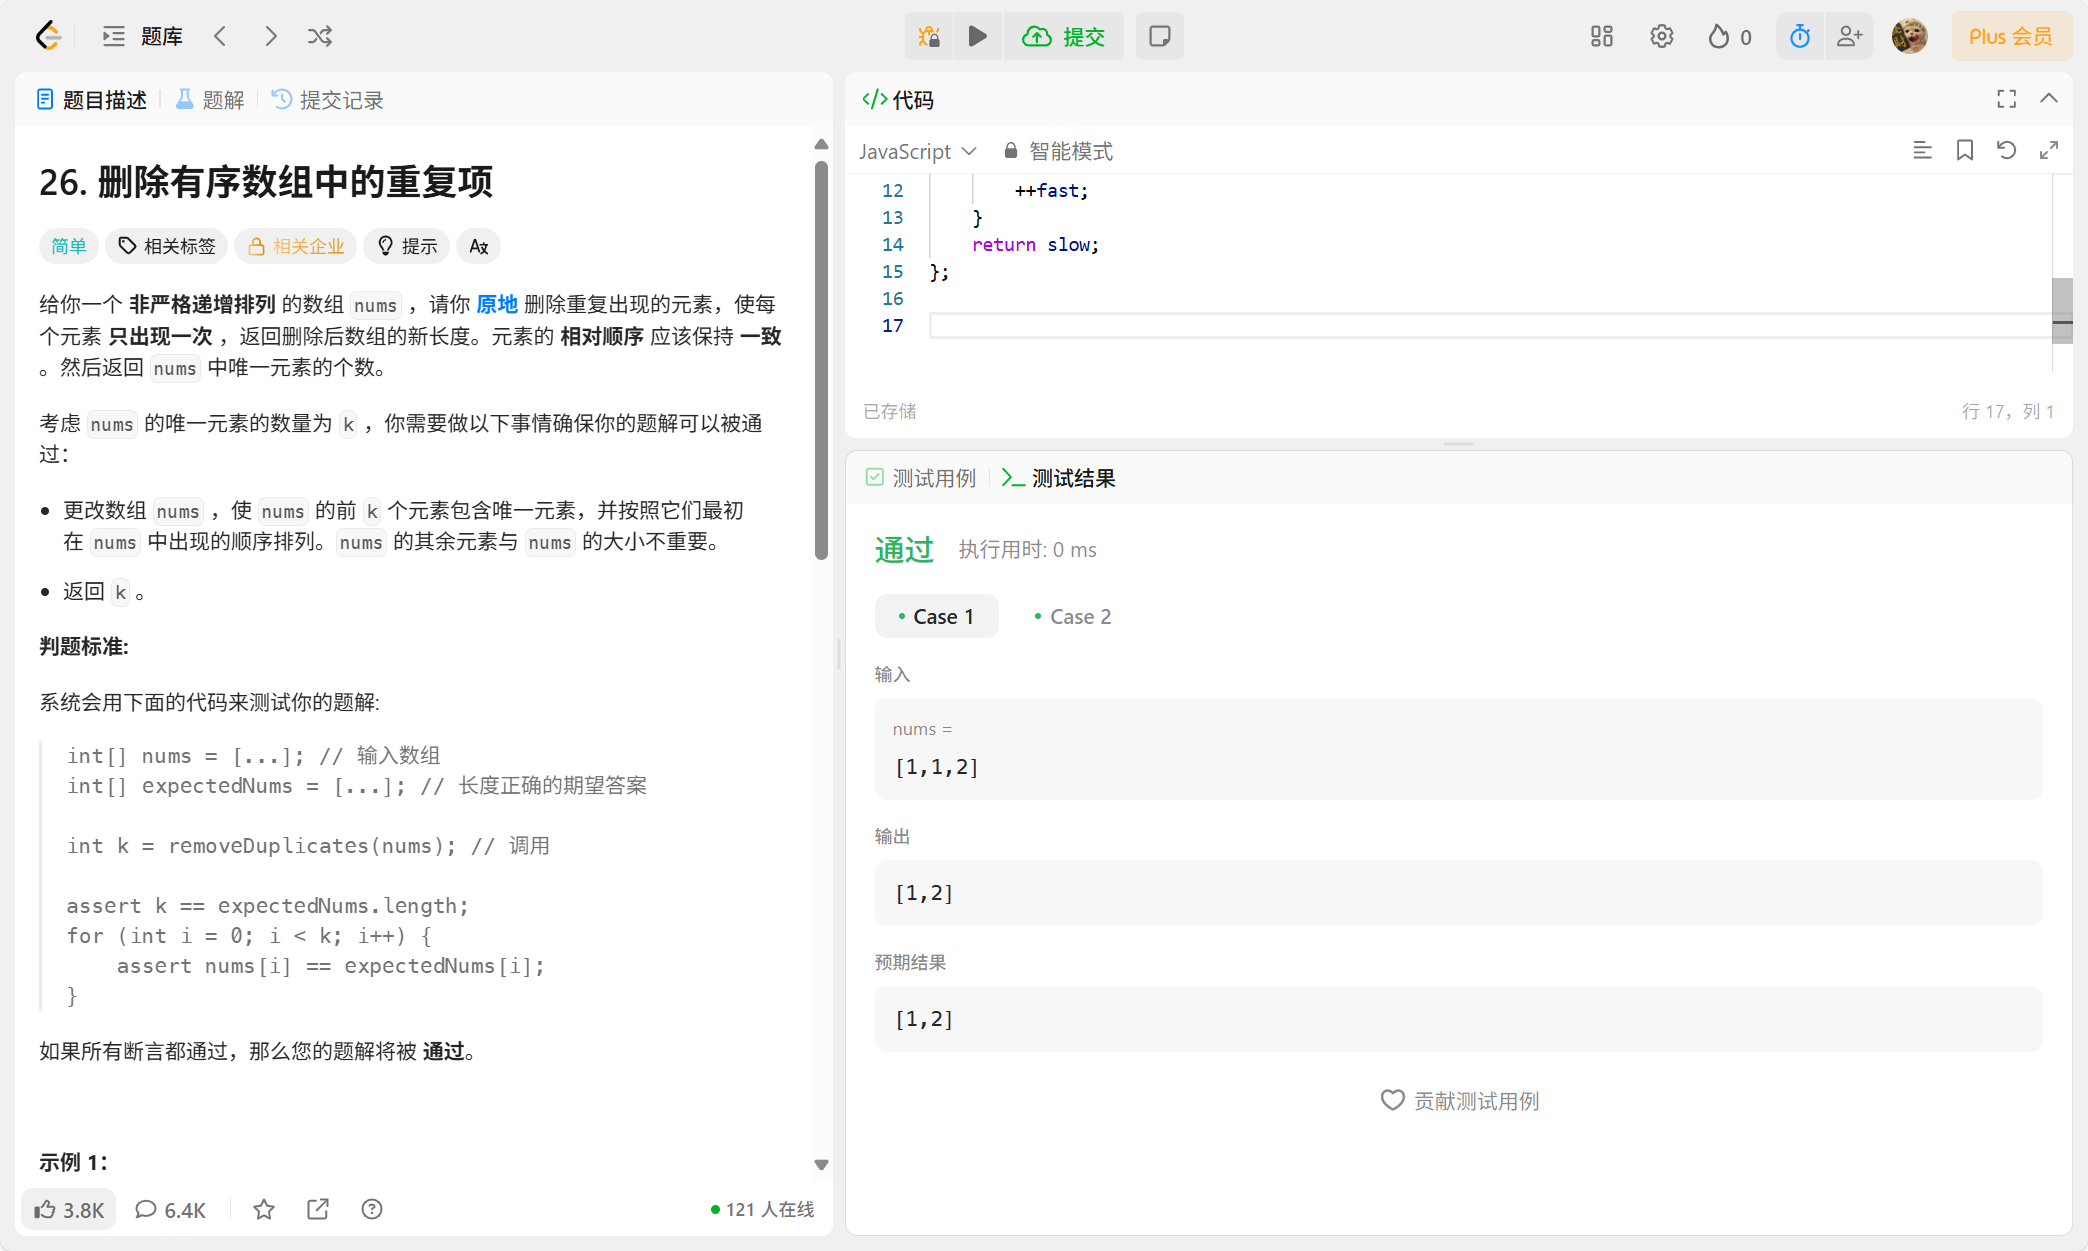 题库
提交
0
Plus 会员
题目描述
题解
提交记录
26. 删除有序数组中的重复项
简单
相关标签
相关企业
提示
给你一个 非严格递增排列 的数组 nums ，请你 原地 删除重复出现的元素，使每
个元素 只出现一次 ，返回删除后数组的新长度。元素的 相对顺序 应该保持 一致
。然后返回 nums 中唯一元素的个数。
考虑 nums 的唯一元素的数量为 k ，你需要做以下事情确保你的题解可以被通
过：
更改数组 nums ，使 nums 的前 k 个元素包含唯一元素，并按照它们最初
在 nums 中出现的顺序排列。nums 的其余元素与 nums 的大小不重要。
返回 k 。
判题标准:
系统会用下面的代码来测试你的题解:
int[] nums = [...]; // 输入数组
int[] expectedNums = [...]; // 长度正确的期望答案
int k = removeDuplicates(nums); // 调用
assert k == expectedNums.length;
for (int i = 0; i < k; i++) {
    assert nums[i] == expectedNums[i];
}
如果所有断言都通过，那么您的题解将被 通过。
示例 1：
3.8K
6.4K
121 人在线
</>代码
JavaScript
智能模式
12 ++fast;
13 }
14 return slow;
15 };
16
17
已存储
行 17，列 1
测试用例
测试结果
通过
执行用时: 0 ms
Case 1
Case 2
输入
nums =
[1,1,2]
输出
[1,2]
预期结果
[1,2]
贡献测试用例